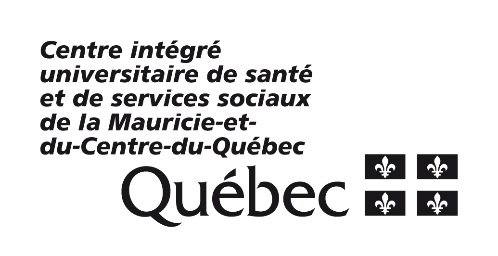 Centre intégré
universitaire de santé
et de services sociaux
de la Mauricie-et-
du-Centre-du-Québec
Québec